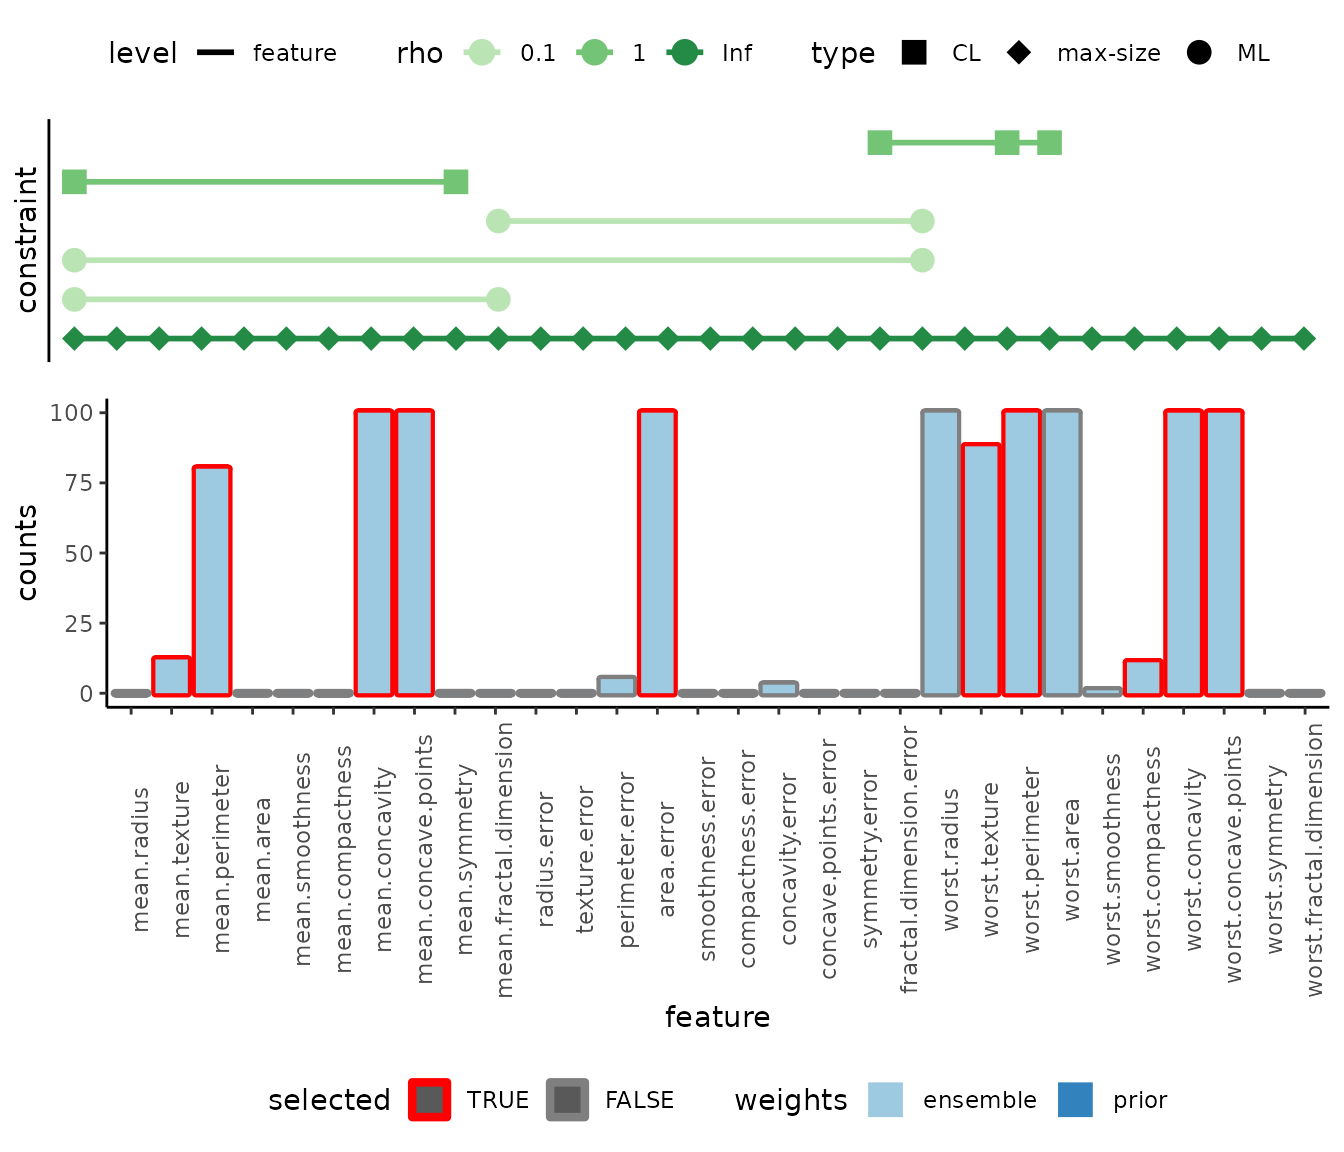 level feature rho 0.1 1 Inf type CL max-size ML
constraint
100
75
50
25
0
counts
mean.radius
mean.texture
mean.perimeter
mean.area
mean.smoothness
mean.compactness
mean.concavity
mean.concave.points
mean.symmetry
mean.fractal.dimension
radius.error
texture.error
perimeter.error
area.error
smoothness.error
compactness.error
concavity.error
concave.points.error
symmetry.error
fractal.dimension.error
worst.radius
worst.texture
worst.perimeter
worst.area
worst.smoothness
worst.compactness
worst.concavity
worst.concave.points
worst.symmetry
worst.fractal.dimension
feature
selected TRUE FALSE weights ensemble prior